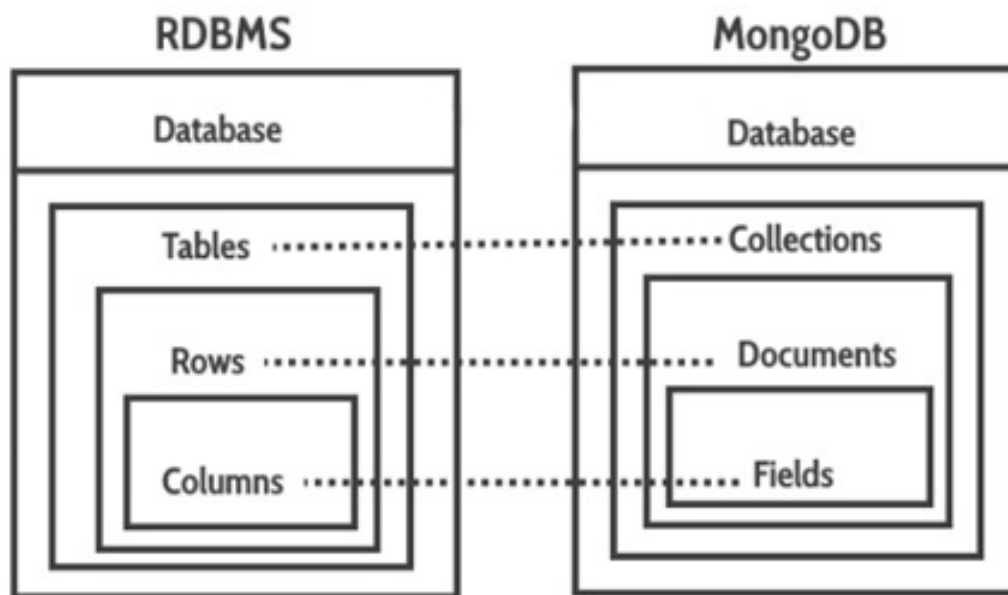 RDBMS
MongoDB
Database
Database
Tables
Collections
Rows
Documents
Columns
Fields